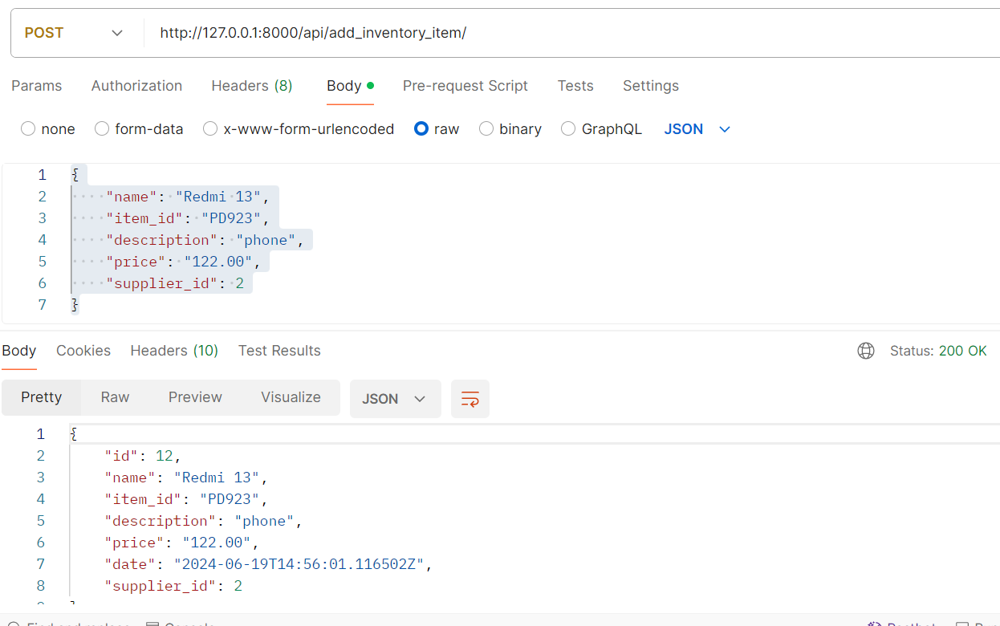 POST http://127.0.0.1:8000/api/add_inventory_item/
Params Authorization Headers (8) Body Pre-request Script Tests Settings
none form-data x-www-form-urlencoded raw binary GraphQL JSON
1 {
2 "name": "Redmi 13",
3 "item_id": "PD923",
4 "description": "phone",
5 "price": "122.00",
6 "supplier_id": 2
7 }
Body Cookies Headers (10) Test Results Status: 200 OK
Pretty Raw Preview Visualize JSON
1 {
2 "id": 12,
3 "name": "Redmi 13",
4 "item_id": "PD923",
5 "description": "phone",
6 "price": "122.00",
7 "date": "2024-06-19T14:56:01.116502Z",
8 "supplier_id": 2